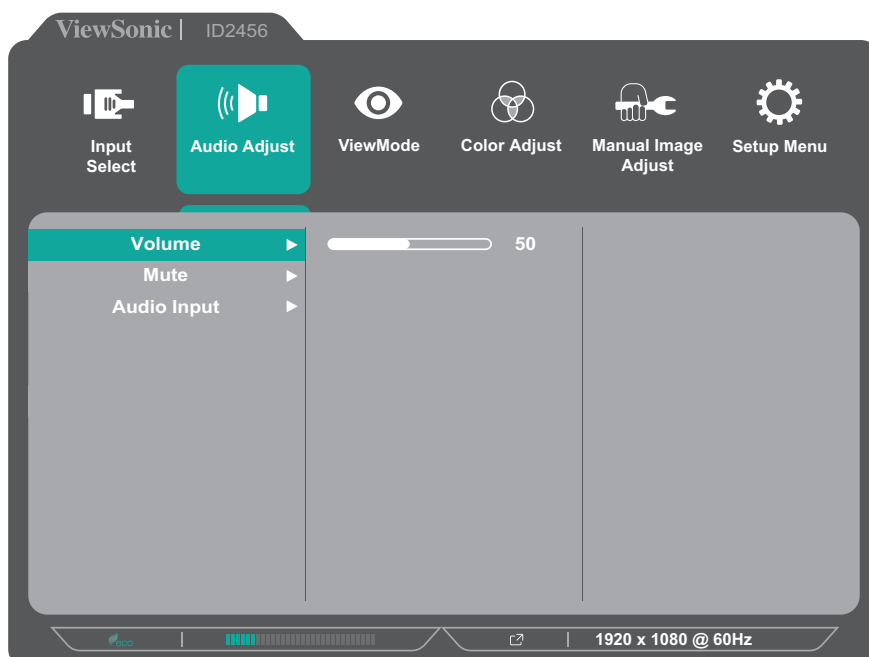 ViewSonic | ID2456
Input
Select
Audio Adjust
ViewMode
Color Adjust
Manual Image
Adjust
Setup Menu
Volume
50
Mute
Audio Input
eco
1920 x 1080 @ 60Hz